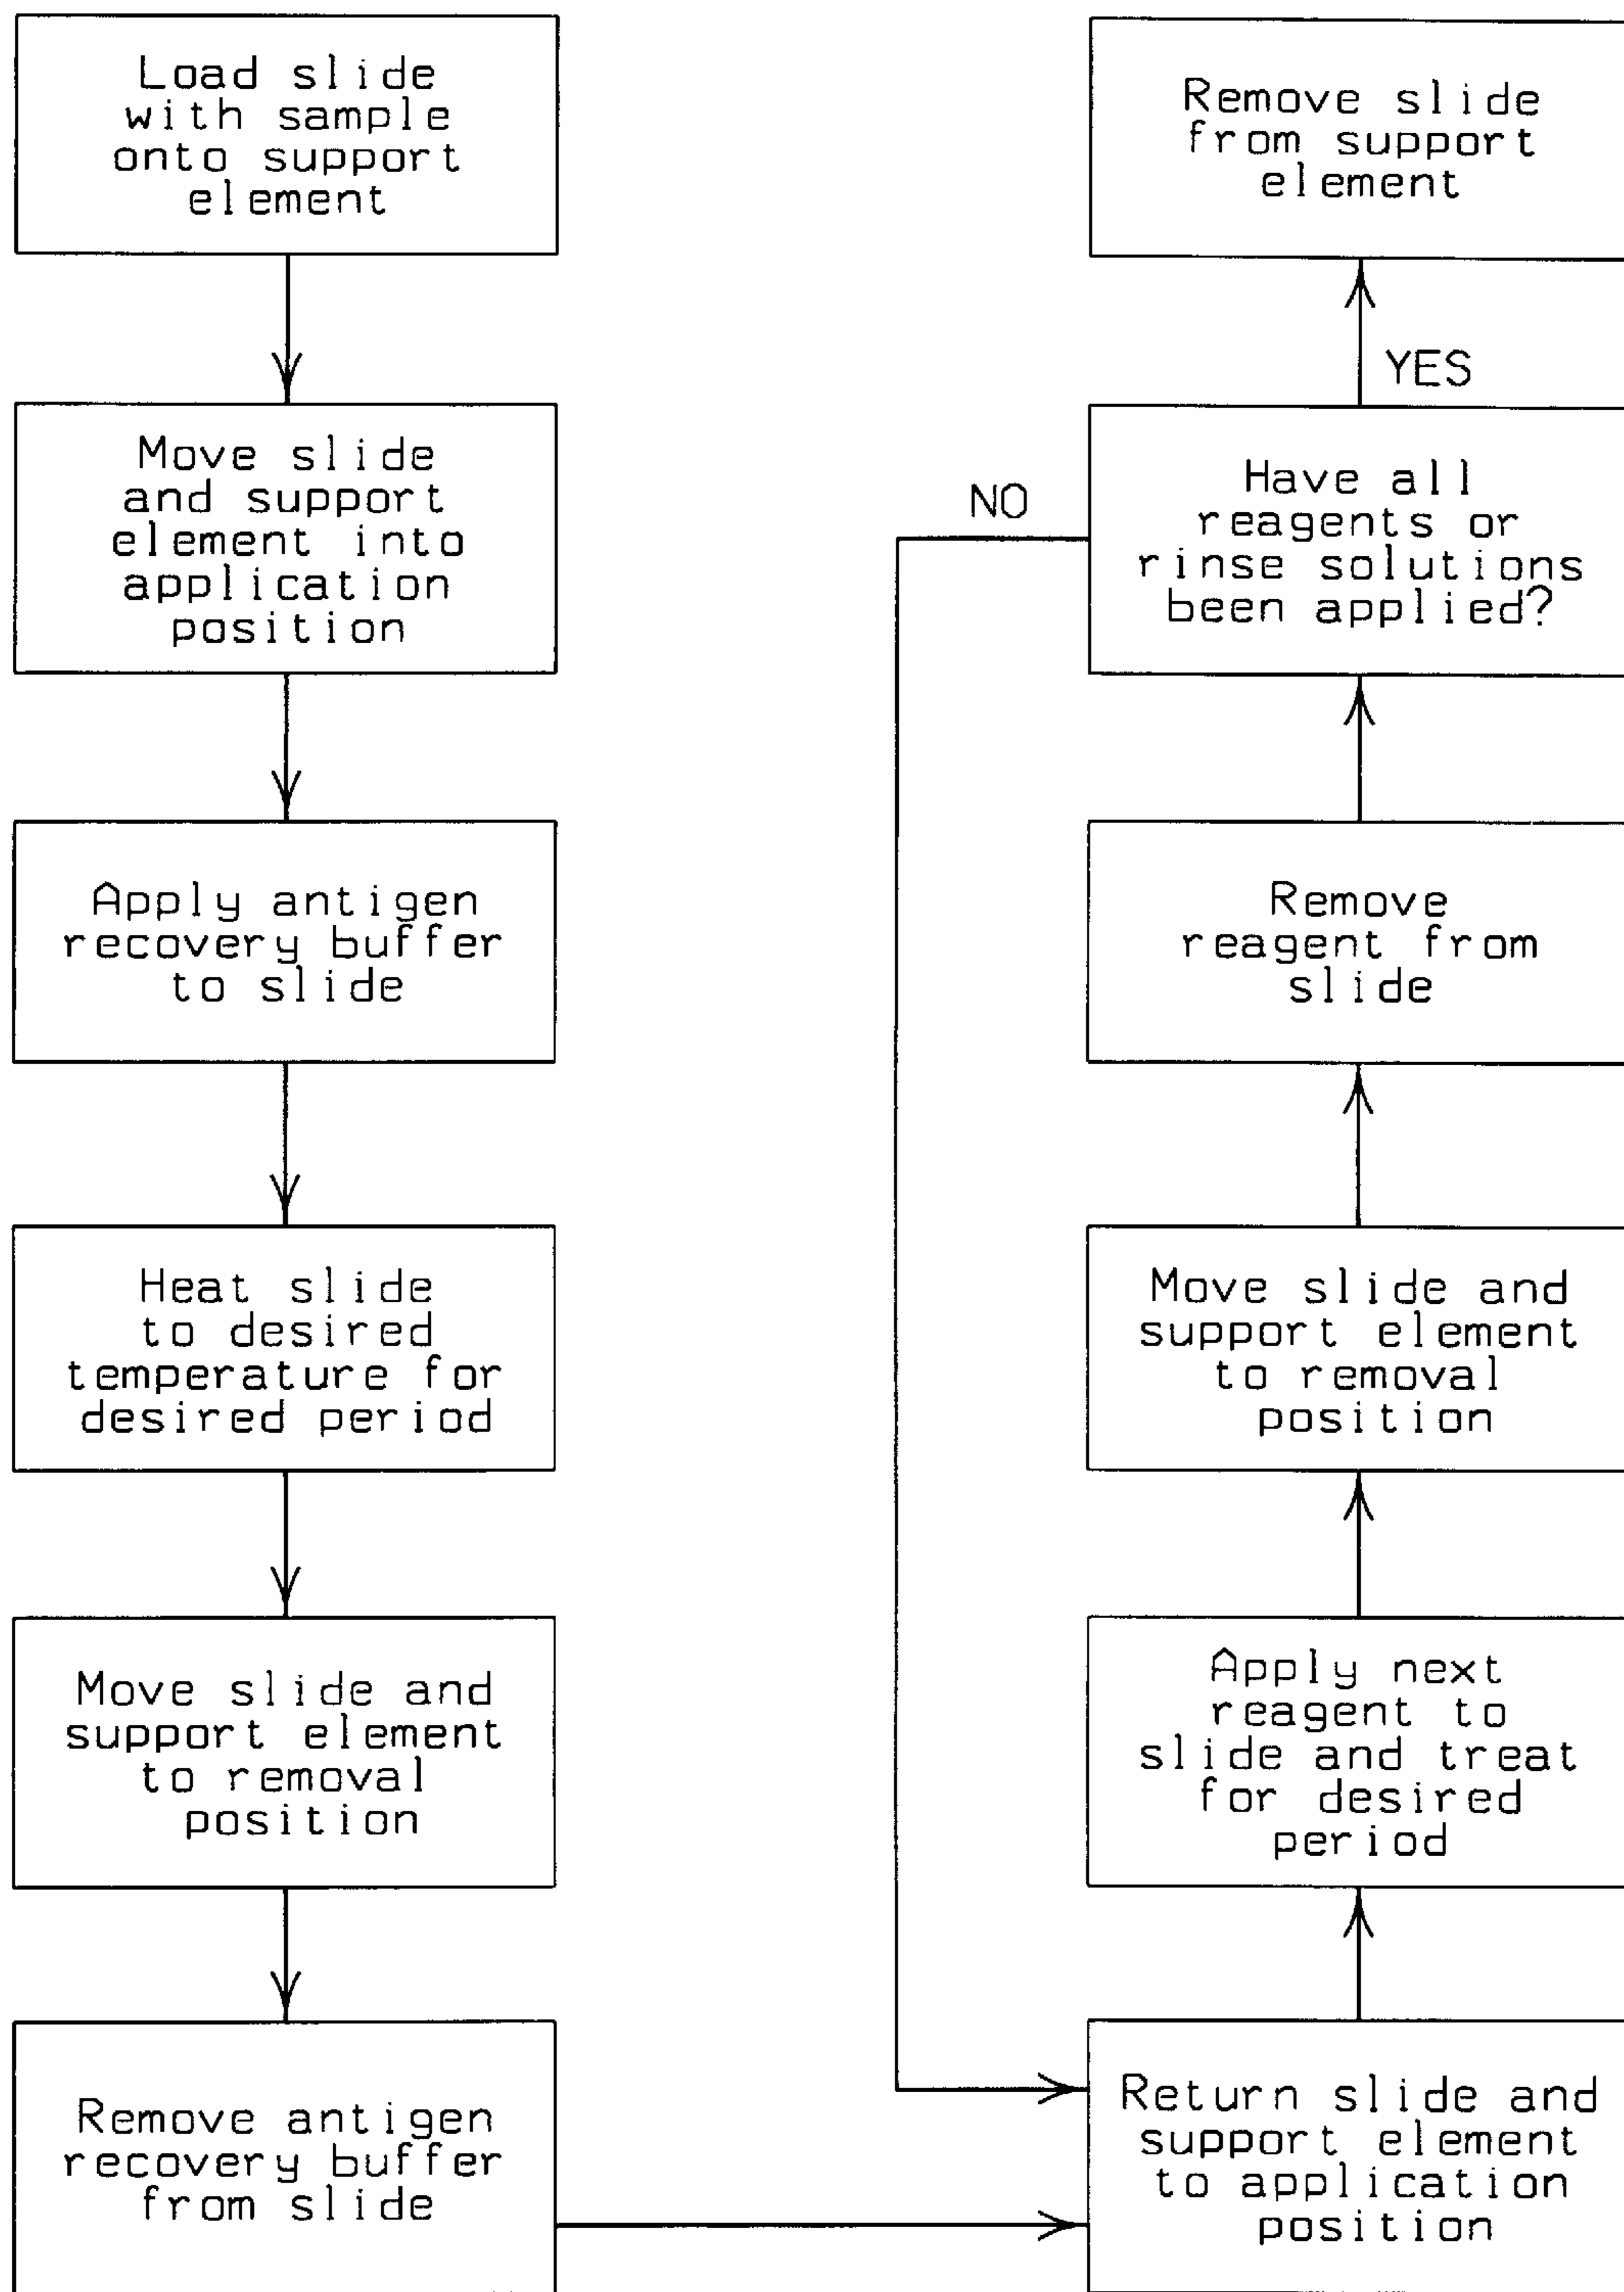 Load slide
with sample
onto support
element
Move slide
and support
element into
application
position
Apply antigen
recovery buffer
to slide
Heat slide
to desired
temperature for
desired period
Move slide and
support element
to removal
position
Remove antigen
recovery buffer
from slide
Return slide and
support element
to application
position
Apply next
reagent to
slide and treat
for desired
period
Move slide and
support element
to removal
position
Remove
reagent from
slide
Have all
reagents or
rinse solutions
been applied?
NO
YES
Remove slide
from support
element